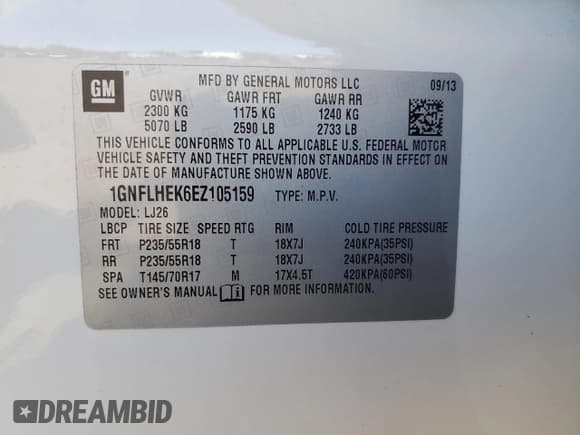 GM
MFD BY GENERAL MOTORS LLC 09/13
GVWR GAWR FRT GAWR RR
2300 KG 1175 KG 1240 KG
5070 LB 2590 LB 2733 LB
THIS VEHICLE CONFORMS TO ALL APPLICABLE U.S. FEDERAL MOTOR
VEHICLE SAFETY AND THEFT PREVENTION STANDARDS IN EFFECT ON
THE DATE OF MANUFACTURE SHOWN ABOVE.
1GNFLHEK6EZ105159 TYPE: M.P.V.
MODEL: LJ26
LBCP TIRE SIZE SPEED RTG RIM COLD TIRE PRESSURE
FRT P235/55R18 T 18X7J 240KPA(35PSI)
RR P235/55R18 T 18X7J 240KPA(35PSI)
SPA T145/70R17 M 17X4.5T 420KPA(60PSI)
SEE OWNER'S MANUAL FOR MORE INFORMATION.
DREAMBID